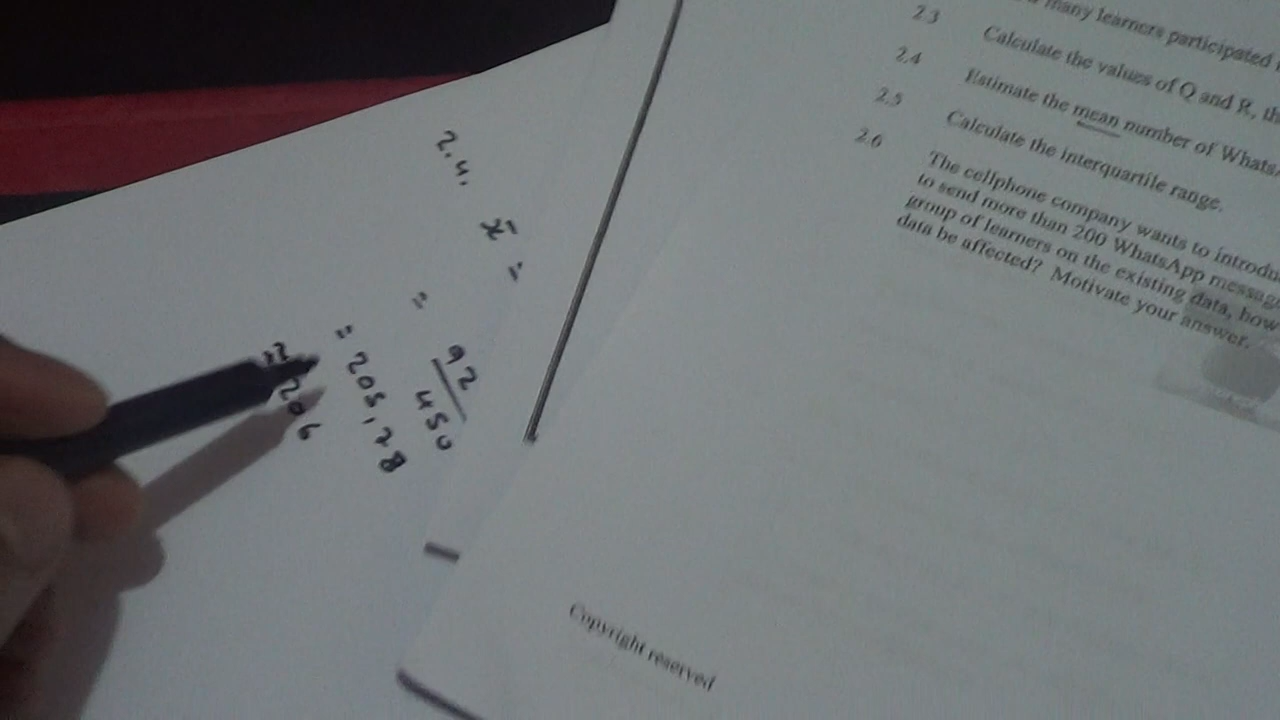 2.4. x̄ =
= 92
450
= 205,78
≈ 206
many learners participated
2.3 Calculate the values of Q and R, th
2.4 Estimate the mean number of Whats
2.5 Calculate the interquartile range.
2.6 The cellphone company wants to introdu
to send more than 200 WhatsApp messag
group of learners on the existing data, how
data be affected? Motivate your answer.
Copyright reserved